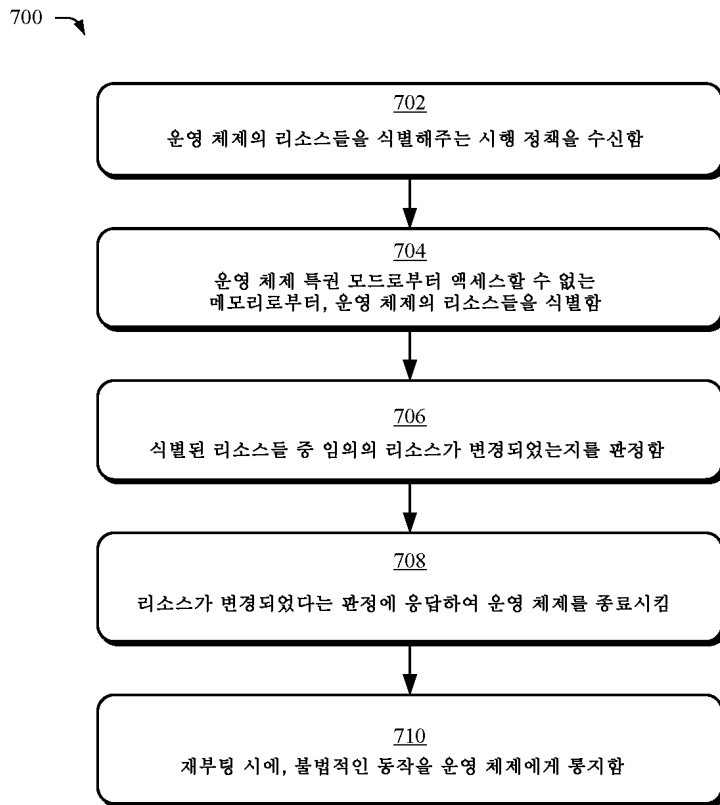 700
702
운영 체제의 리소스들을 식별해주는 시행 정책을 수신함
704
운영 체제 특권 모드로부터 액세스할 수 없는
메모리로부터, 운영 체제의 리소스들을 식별함
706
식별된 리소스들 중 임의의 리소스가 변경되었는지를 판정함
708
리소스가 변경되었다는 판정에 응답하여 운영 체제를 종료시킴
710
재부팅 시에, 불법적인 동작을 운영 체제에게 통지함